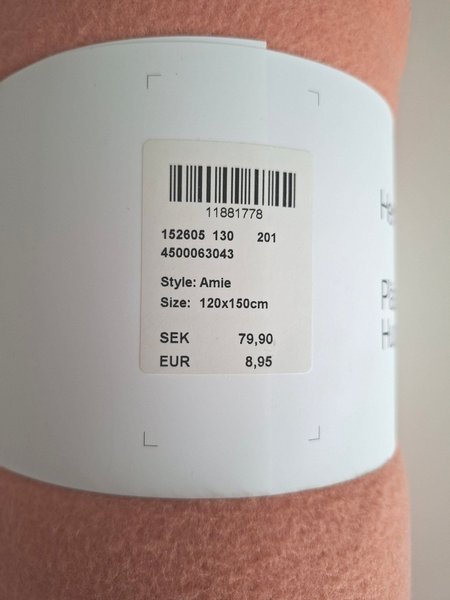 11881778
152605 130 201
4500063043
Style: Amie
Size: 120x150cm
SEK 79,90
EUR 8,95